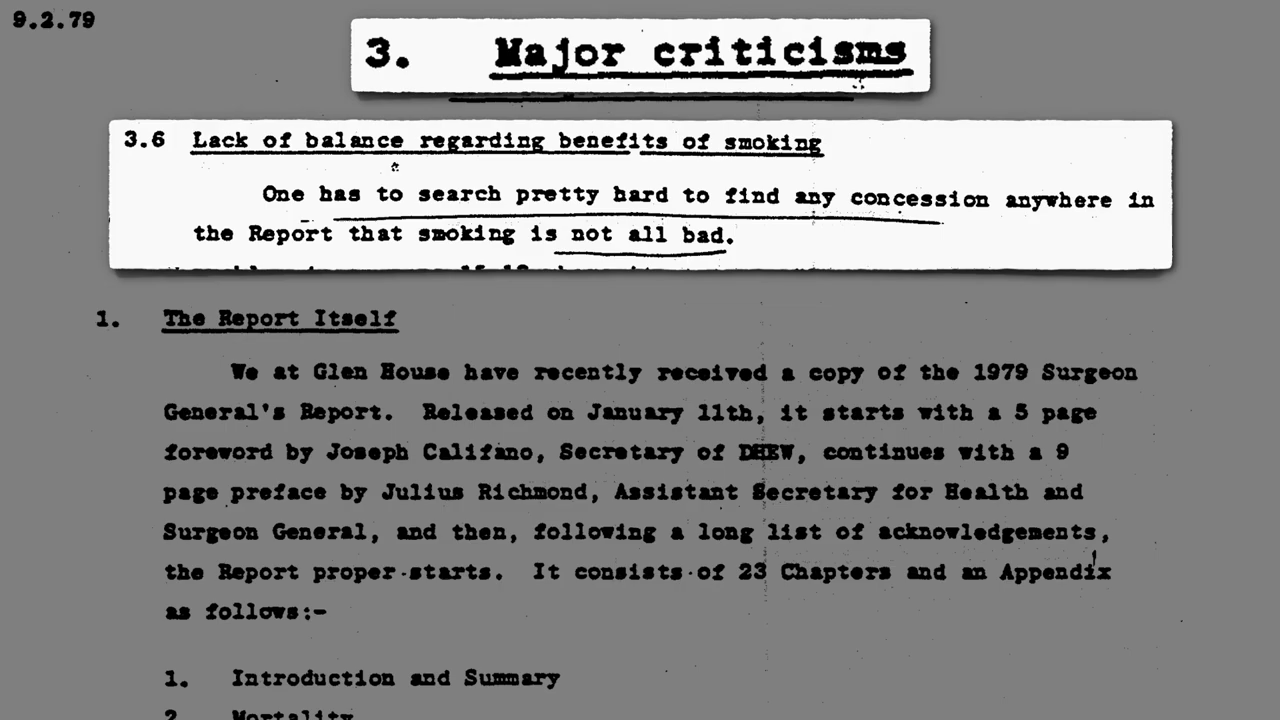 9.2.79
3. Major criticisms
3.6 Lack of balance regarding benefits of smoking
One has to search pretty hard to find any concession anywhere in
the Report that smoking is not all bad.
1. The Report Itself
We at Glen House have recently received a copy of the 1979 Surgeon
General's Report. Released on January 11th, it starts with a 5 page
foreword by Joseph Califano, Secretary of DHEW, continues with a 9
page preface by Julius Richmond, Assistant Secretary for Health and
Surgeon General, and then, following a long list of acknowledgements,
the Report proper starts. It consists of 23 Chapters and an Appendix
as follows:-
1. Introduction and Summary
2. Mortality